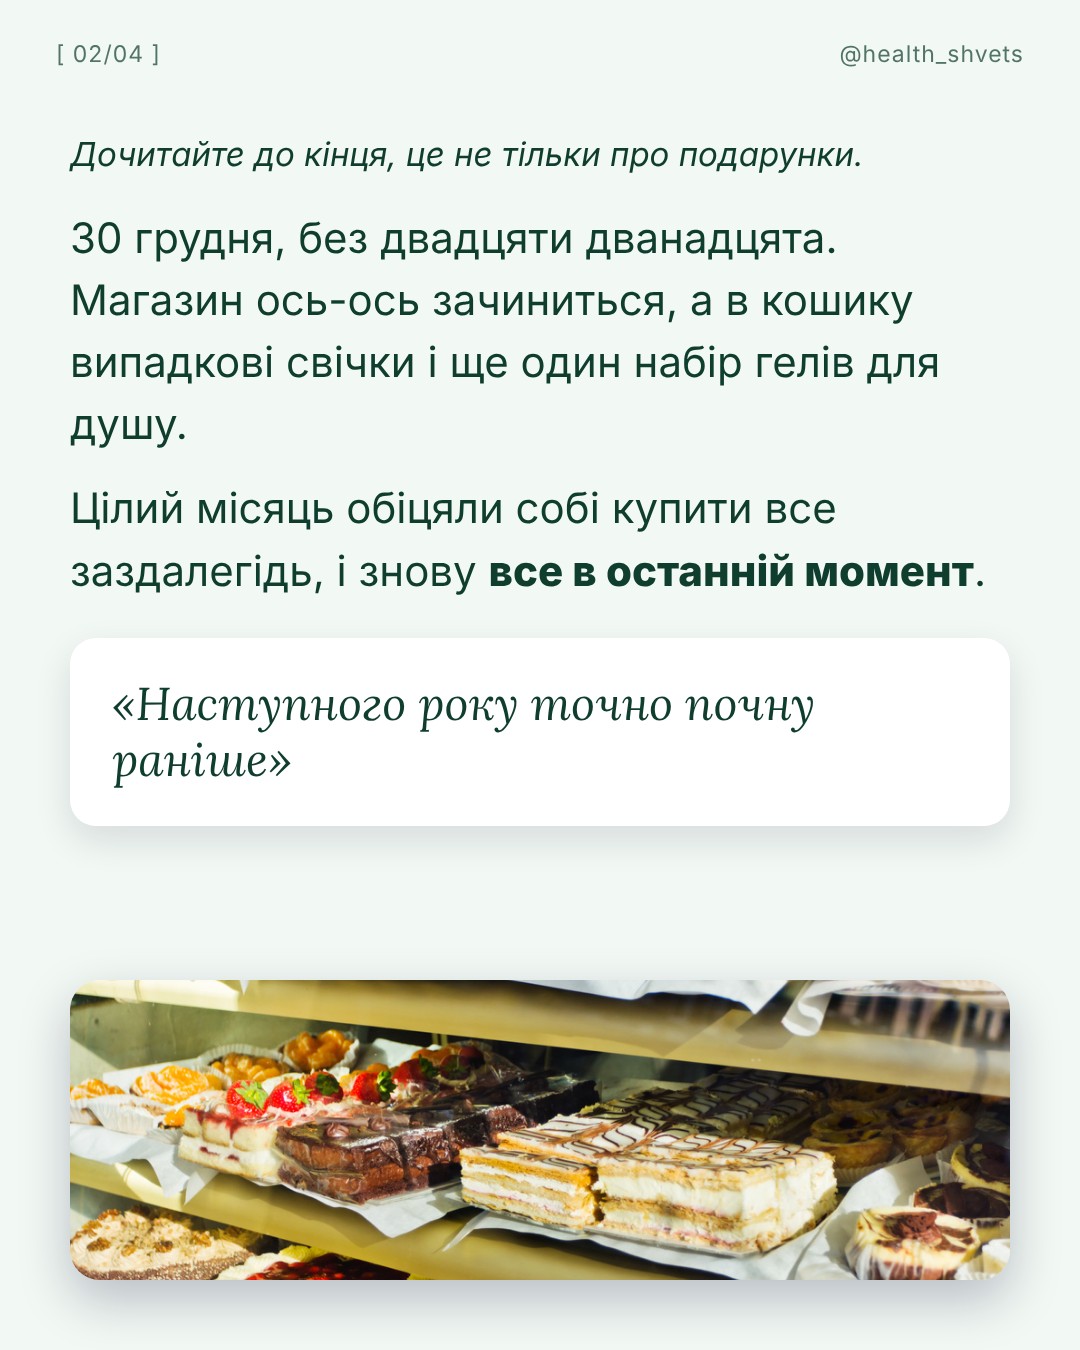 [ 02/04 ]
@health_shvets
Дочитайте до кінця, це не тільки про подарунки.
30 грудня, без двадцяти дванадцята.
Магазин ось-ось зачиниться, а в кошику
випадкові свічки і ще один набір гелів для
душу.
Цілий місяць обіцяли собі купити все
заздалегідь, і знову все в останній момент.
«Наступного року точно почну
раніше»